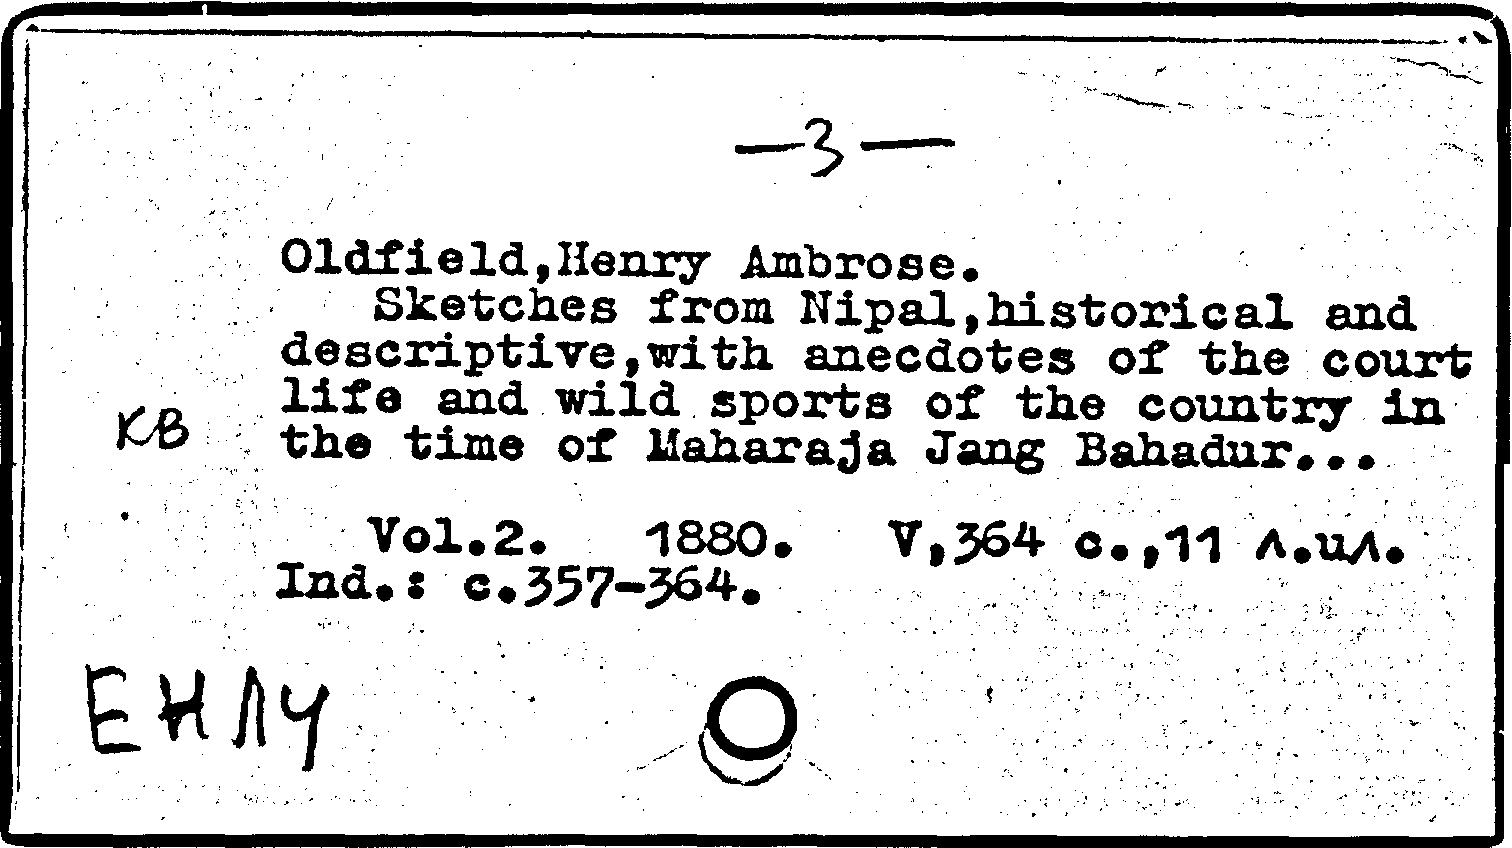 —3—
Oldfield,Henry Ambrose.
Sketches from Nipal,historical and
descriptive,with anecdotes of the court
life and wild sports of the country in
КВ
the time of Maharaja Jang Bahadur...
Vol.2. 1880. V,364 с.,11 л.ил.
Ind.: с.357-364.
ЕНЛУ